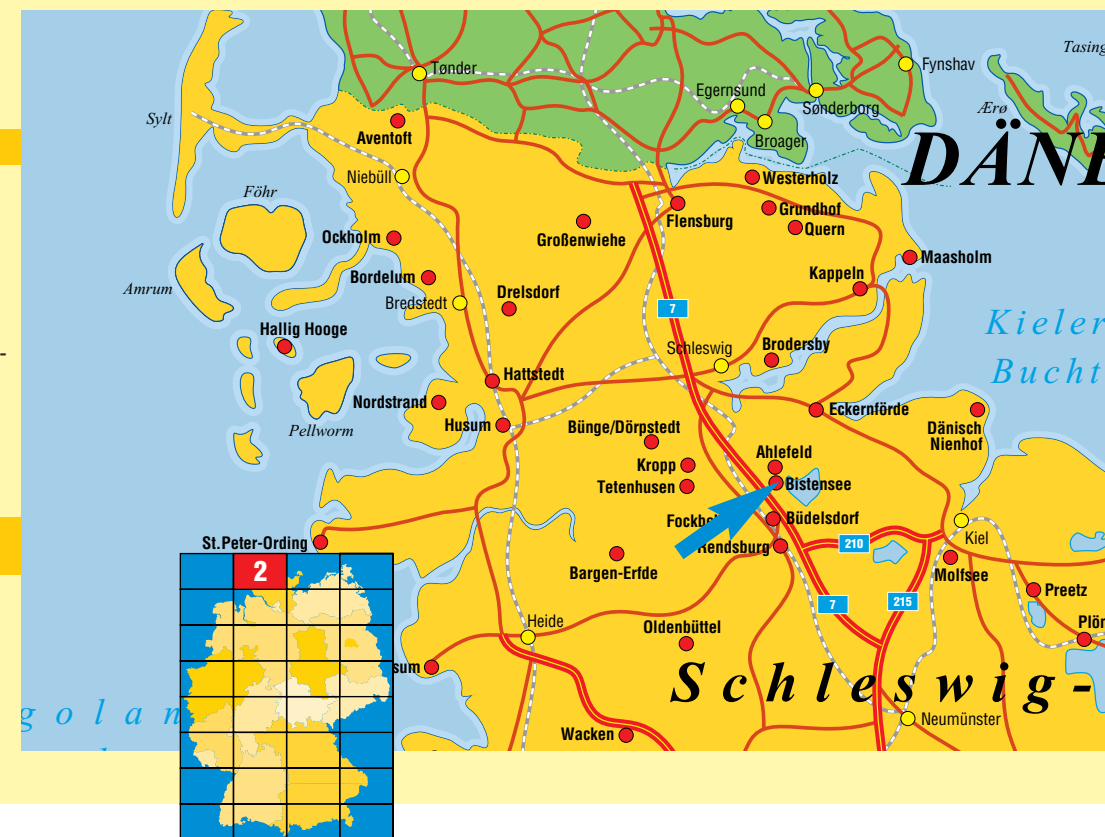 Tønder
Fynshav
Tasing
Egernsund
Sønderborg
Ærø
Sylt
Aventoft
Broager
DÄNE
Niebüll
Westerholz
Föhr
Grundhof
Flensburg
Quern
Ockholm
Großenwiehe
Maasholm
Bordelum
Kappeln
Amrum
Bredstedt
Drelsdorf
7
Kieler
Bucht
Hallig Hooge
Schleswig
Brodersby
-
Hattstedt
Nordstrand
Eckernförde
Pellworm
Husum
Bünge/Dörpstedt
Dänisch
Nienhof
Ahlefeld
Kropp
Bistensee
Tetenhusen
Fockbe
Büdelsdorf
St.Peter-Ording
210
Kiel
Rendsburg
2
Bargen-Erfde
Molfsee
Preetz
7
215
Heide
Oldenbüttel
Plön
sum
Schleswig-
golan
Neumünster
Wacken